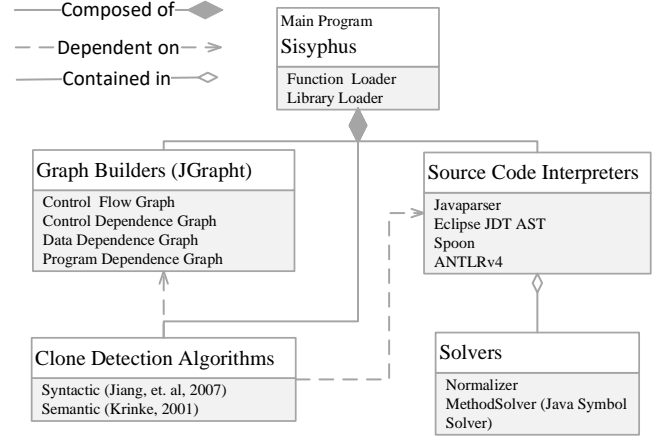 Composed of
Dependent on
Contained in
Main Program
Sisyphus
Function Loader
Library Loader
Graph Builders (JGrapht)
Control Flow Graph
Control Dependence Graph
Data Dependence Graph
Program Dependence Graph
Source Code Interpreters
Javaparser
Eclipse JDT AST
Spoon
ANTLRv4
Clone Detection Algorithms
Syntactic (Jiang, et. al, 2007)
Semantic (Krinke, 2001)
Solvers
Normalizer
MethodSolver (Java Symbol
Solver)